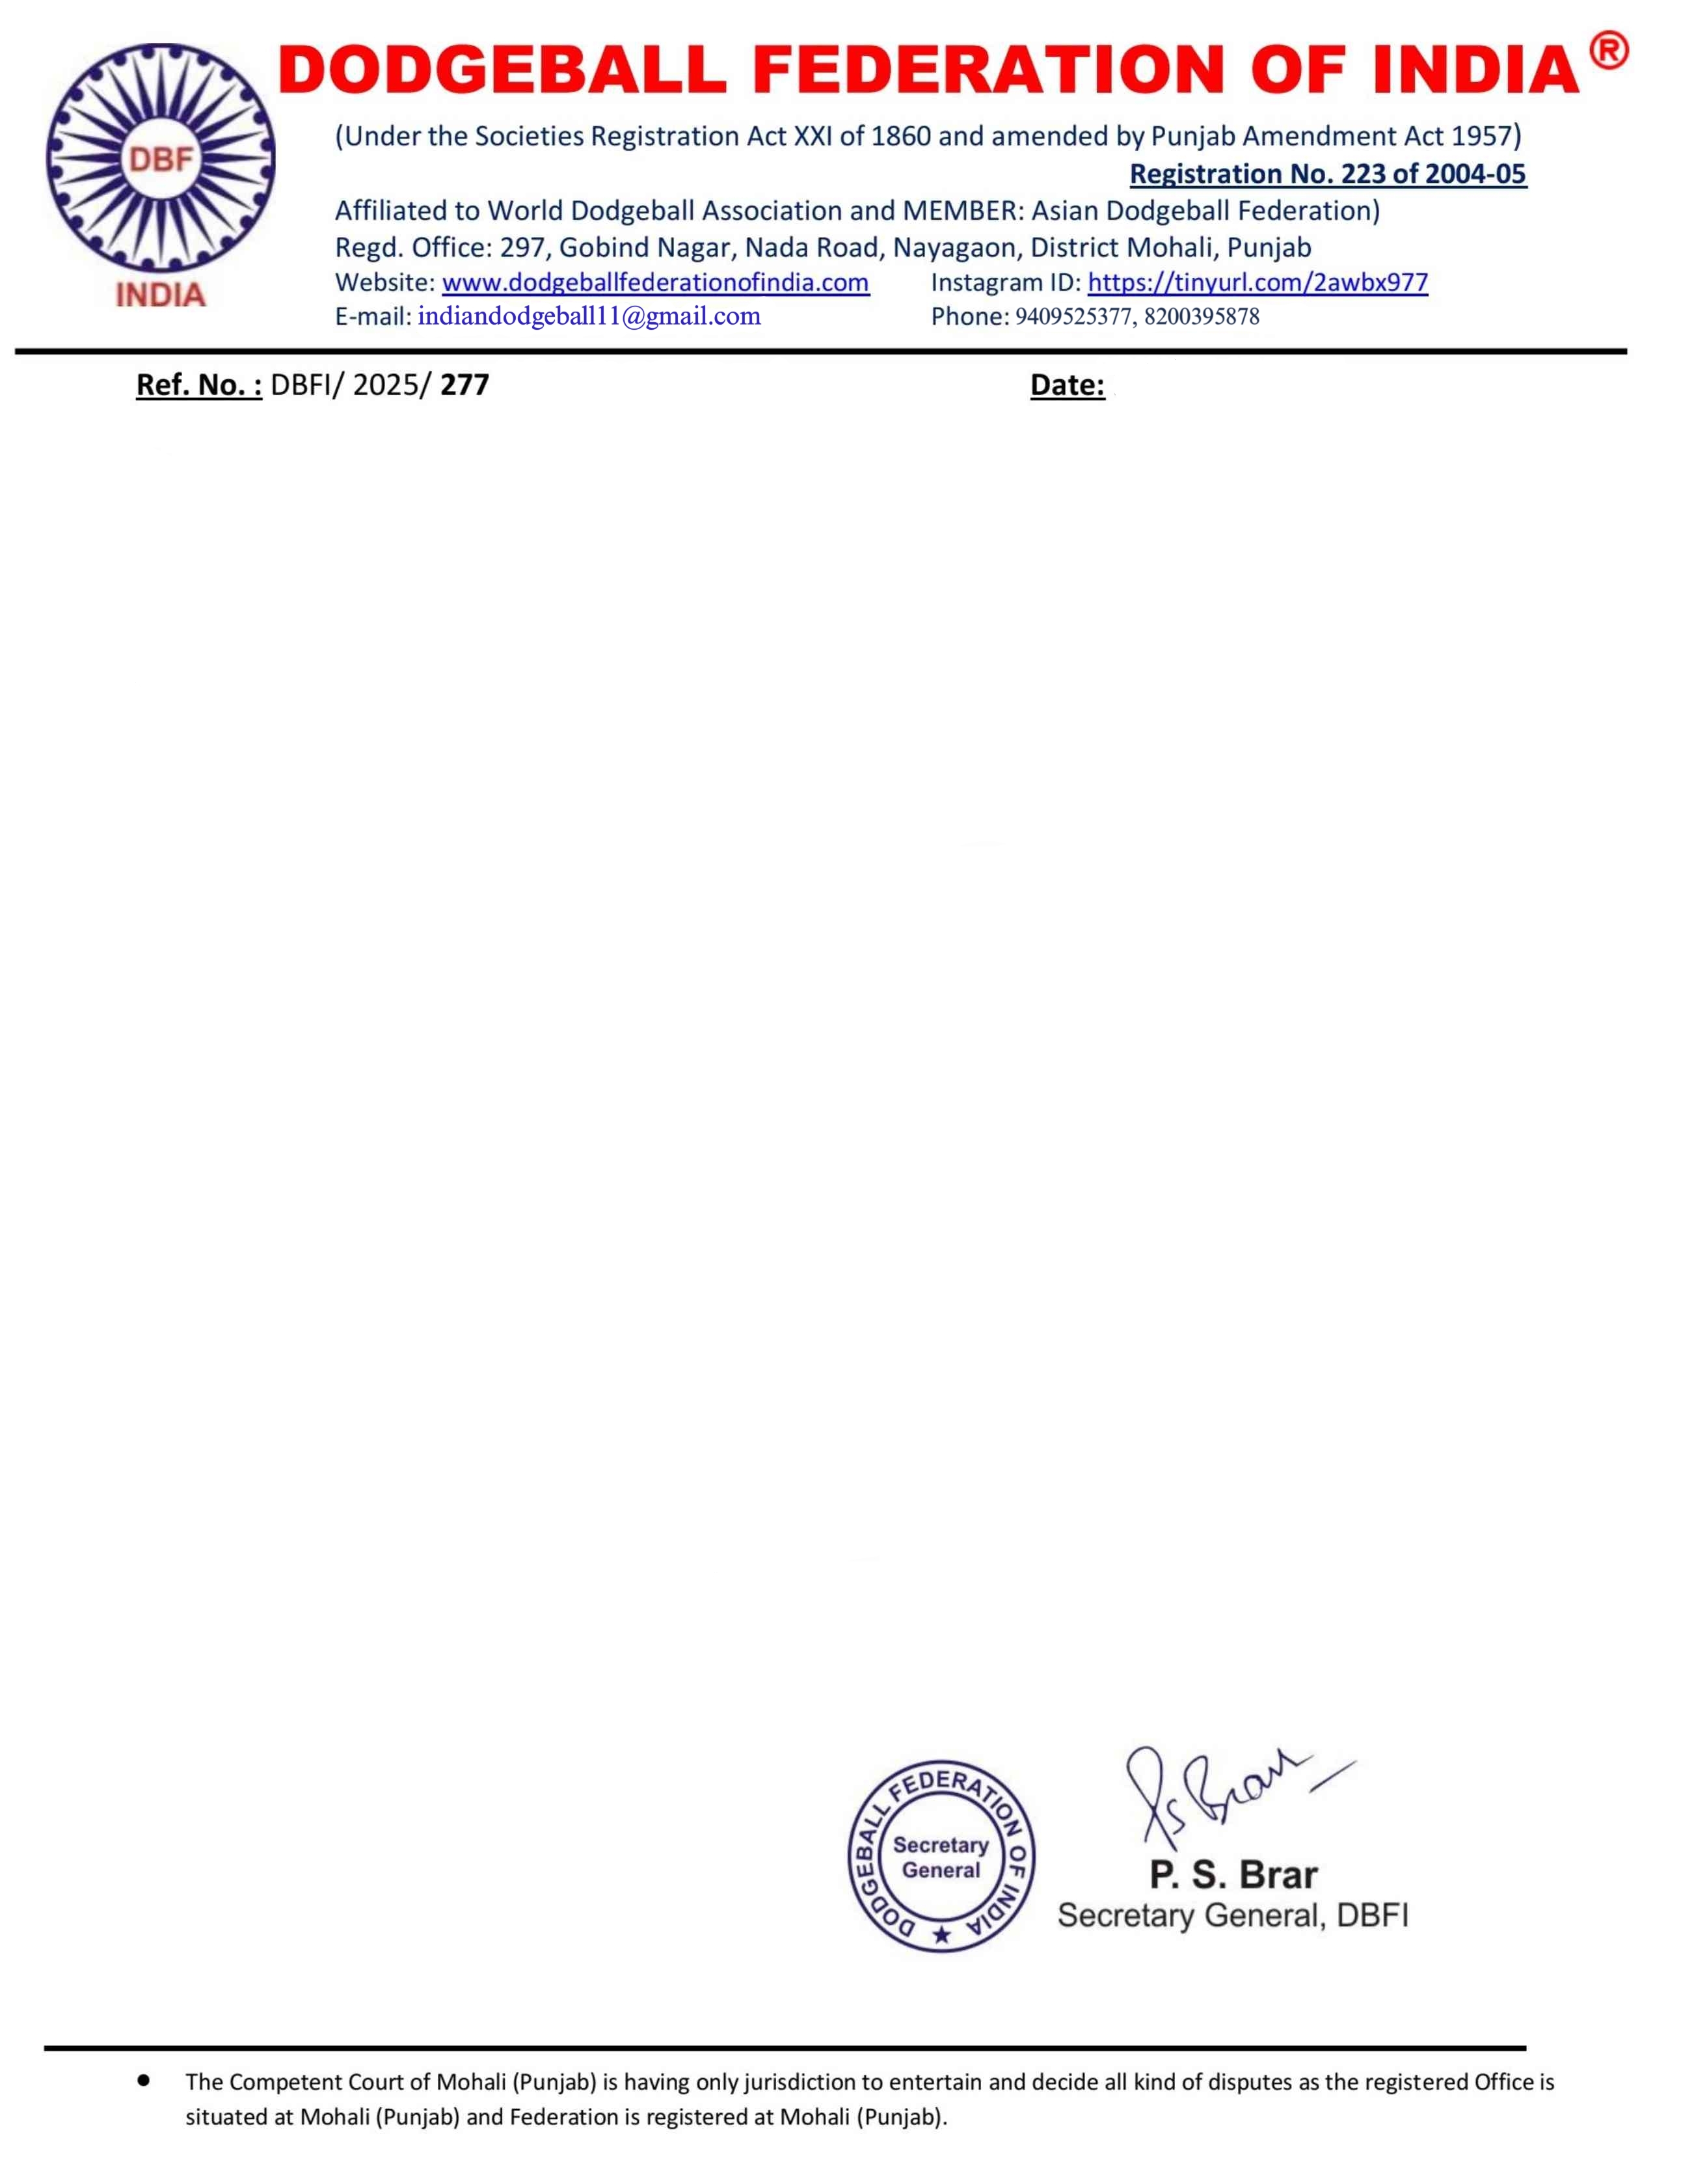 DODGEBALL FEDERATION OF INDIA®
(Under the Societies Registration Act XXI of 1860 and amended by Punjab Amendment Act 1957)
Registration No. 223 of 2004-05
Affiliated to World Dodgeball Association and MEMBER: Asian Dodgeball Federation)
Regd. Office: 297, Gobind Nagar, Nada Road, Nayagaon, District Mohali, Punjab
Website: www.dodgeballfederationofindia.com Instagram ID: https://tinyurl.com/2awbx977
E-mail: indiandodgeball11@gmail.com Phone: 9409525377, 8200395878
DBF
INDIA
Ref. No. : DBFI/ 2025/ 277 Date:
DODGEBALL FEDERATION OF INDIA ★
Secretary
General
Ps Brar
P. S. Brar
Secretary General, DBFI
● The Competent Court of Mohali (Punjab) is having only jurisdiction to entertain and decide all kind of disputes as the registered Office is
situated at Mohali (Punjab) and Federation is registered at Mohali (Punjab).